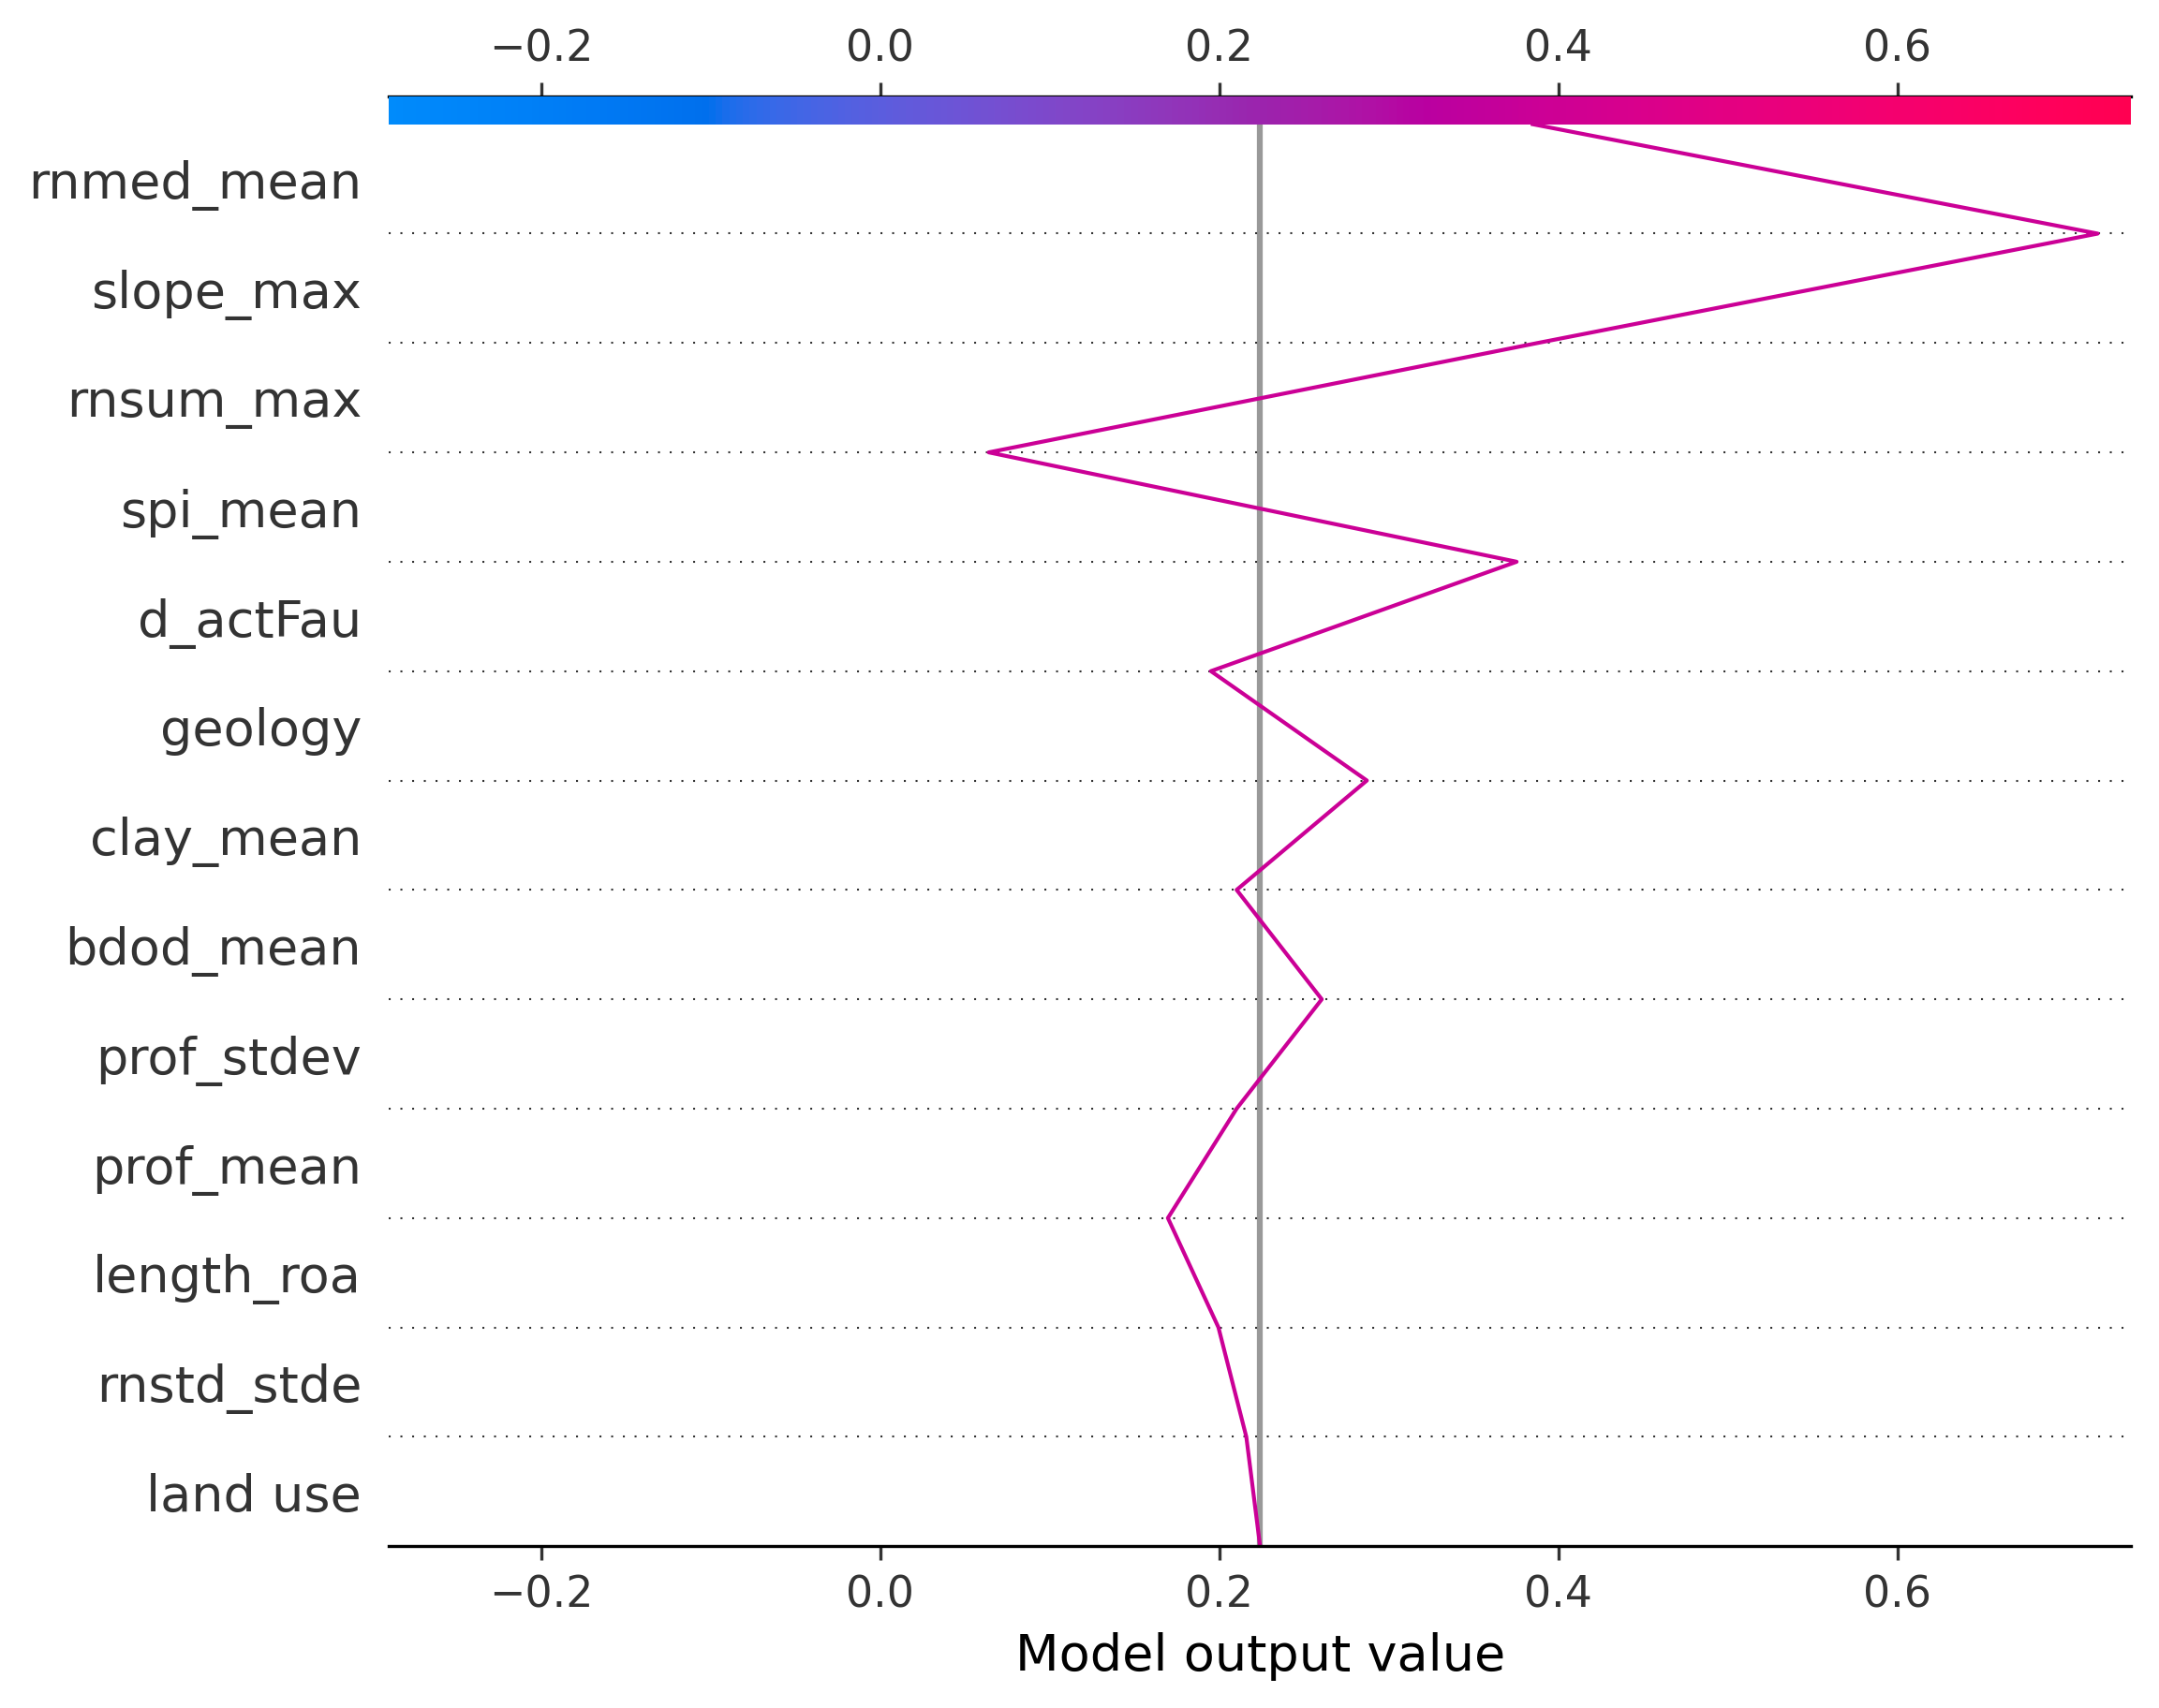 −0.2 0.0 0.2 0.4 0.6
rnmed_mean
slope_max
rnsum_max
spi_mean
d_actFau
geology
clay_mean
bdod_mean
prof_stdev
prof_mean
length_roa
rnstd_stde
land use
−0.2 0.0 0.2 0.4 0.6
Model output value